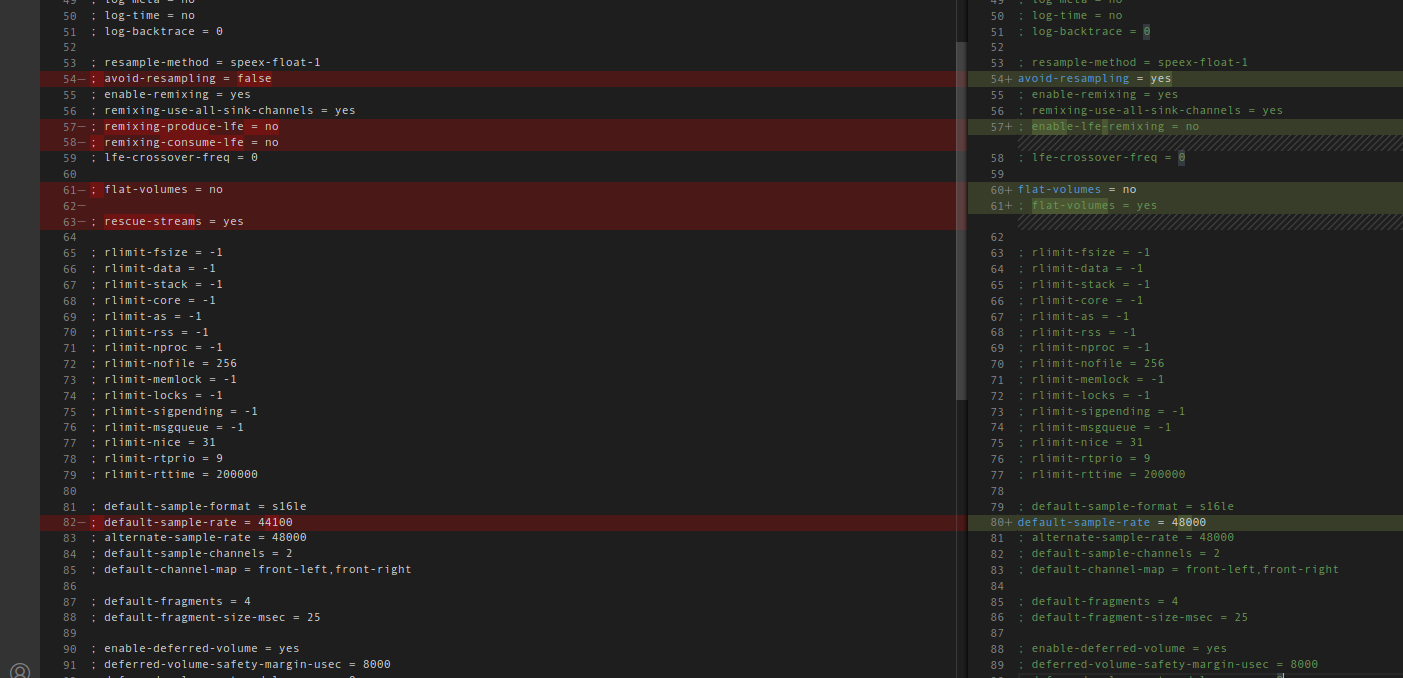 49 ; log-meta = no
50 ; log-time = no
51 ; log-backtrace = 0
52
53 ; resample-method = speex-float-1
54— ; avoid-resampling = false
55 ; enable-remixing = yes
56 ; remixing-use-all-sink-channels = yes
57— ; remixing-produce-lfe = no
58— ; remixing-consume-lfe = no
59 ; lfe-crossover-freq = 0
60
61— ; flat-volumes = no
62—
63— ; rescue-streams = yes
64
65 ; rlimit-fsize = -1
66 ; rlimit-data = -1
67 ; rlimit-stack = -1
68 ; rlimit-core = -1
69 ; rlimit-as = -1
70 ; rlimit-rss = -1
71 ; rlimit-nproc = -1
72 ; rlimit-nofile = 256
73 ; rlimit-memlock = -1
74 ; rlimit-locks = -1
75 ; rlimit-sigpending = -1
76 ; rlimit-msgqueue = -1
77 ; rlimit-nice = 31
78 ; rlimit-rtprio = 9
79 ; rlimit-rttime = 200000
80
81 ; default-sample-format = s16le
82— ; default-sample-rate = 44100
83 ; alternate-sample-rate = 48000
84 ; default-sample-channels = 2
85 ; default-channel-map = front-left,front-right
86
87 ; default-fragments = 4
88 ; default-fragment-size-msec = 25
89
90 ; enable-deferred-volume = yes
91 ; deferred-volume-safety-margin-usec = 8000
49 ; log-meta = no
50 ; log-time = no
51 ; log-backtrace = 0
52
53 ; resample-method = speex-float-1
54+ avoid-resampling = yes
55 ; enable-remixing = yes
56 ; remixing-use-all-sink-channels = yes
57+ ; enable-lfe-remixing = no
58 ; lfe-crossover-freq = 0
59
60+ flat-volumes = no
61+ ; flat-volumes = yes
62
63 ; rlimit-fsize = -1
64 ; rlimit-data = -1
65 ; rlimit-stack = -1
66 ; rlimit-core = -1
67 ; rlimit-as = -1
68 ; rlimit-rss = -1
69 ; rlimit-nproc = -1
70 ; rlimit-nofile = 256
71 ; rlimit-memlock = -1
72 ; rlimit-locks = -1
73 ; rlimit-sigpending = -1
74 ; rlimit-msgqueue = -1
75 ; rlimit-nice = 31
76 ; rlimit-rtprio = 9
77 ; rlimit-rttime = 200000
78
79 ; default-sample-format = s16le
80+ default-sample-rate = 48000
81 ; alternate-sample-rate = 48000
82 ; default-sample-channels = 2
83 ; default-channel-map = front-left,front-right
84
85 ; default-fragments = 4
86 ; default-fragment-size-msec = 25
87
88 ; enable-deferred-volume = yes
89 ; deferred-volume-safety-margin-usec = 8000